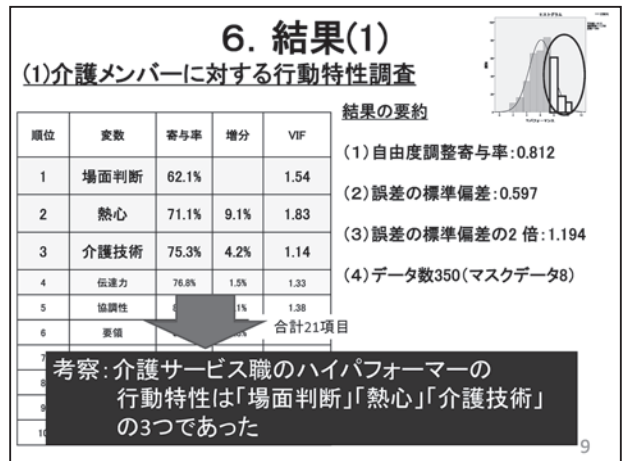 6. 結果(1)
(1)介護メンバーに対する行動特性調査
順位 変数 寄与率 増分 VIF
1 場面判断 62.1% 1.54
2 熱心 71.1% 9.1% 1.83
3 介護技術 75.3% 4.2% 1.14
4 伝達力 76.8% 1.5% 1.33
5 協調性 1.38
6 要領
7
8
9
10
合計21項目
結果の要約
(1)自由度調整寄与率:0.812
(2)誤差の標準偏差:0.597
(3)誤差の標準偏差の2 倍:1.194
(4)データ数350(マスクデータ8)
考察:介護サービス職のハイパフォーマーの
行動特性は「場面判断」「熱心」「介護技術」
の3つであった
9